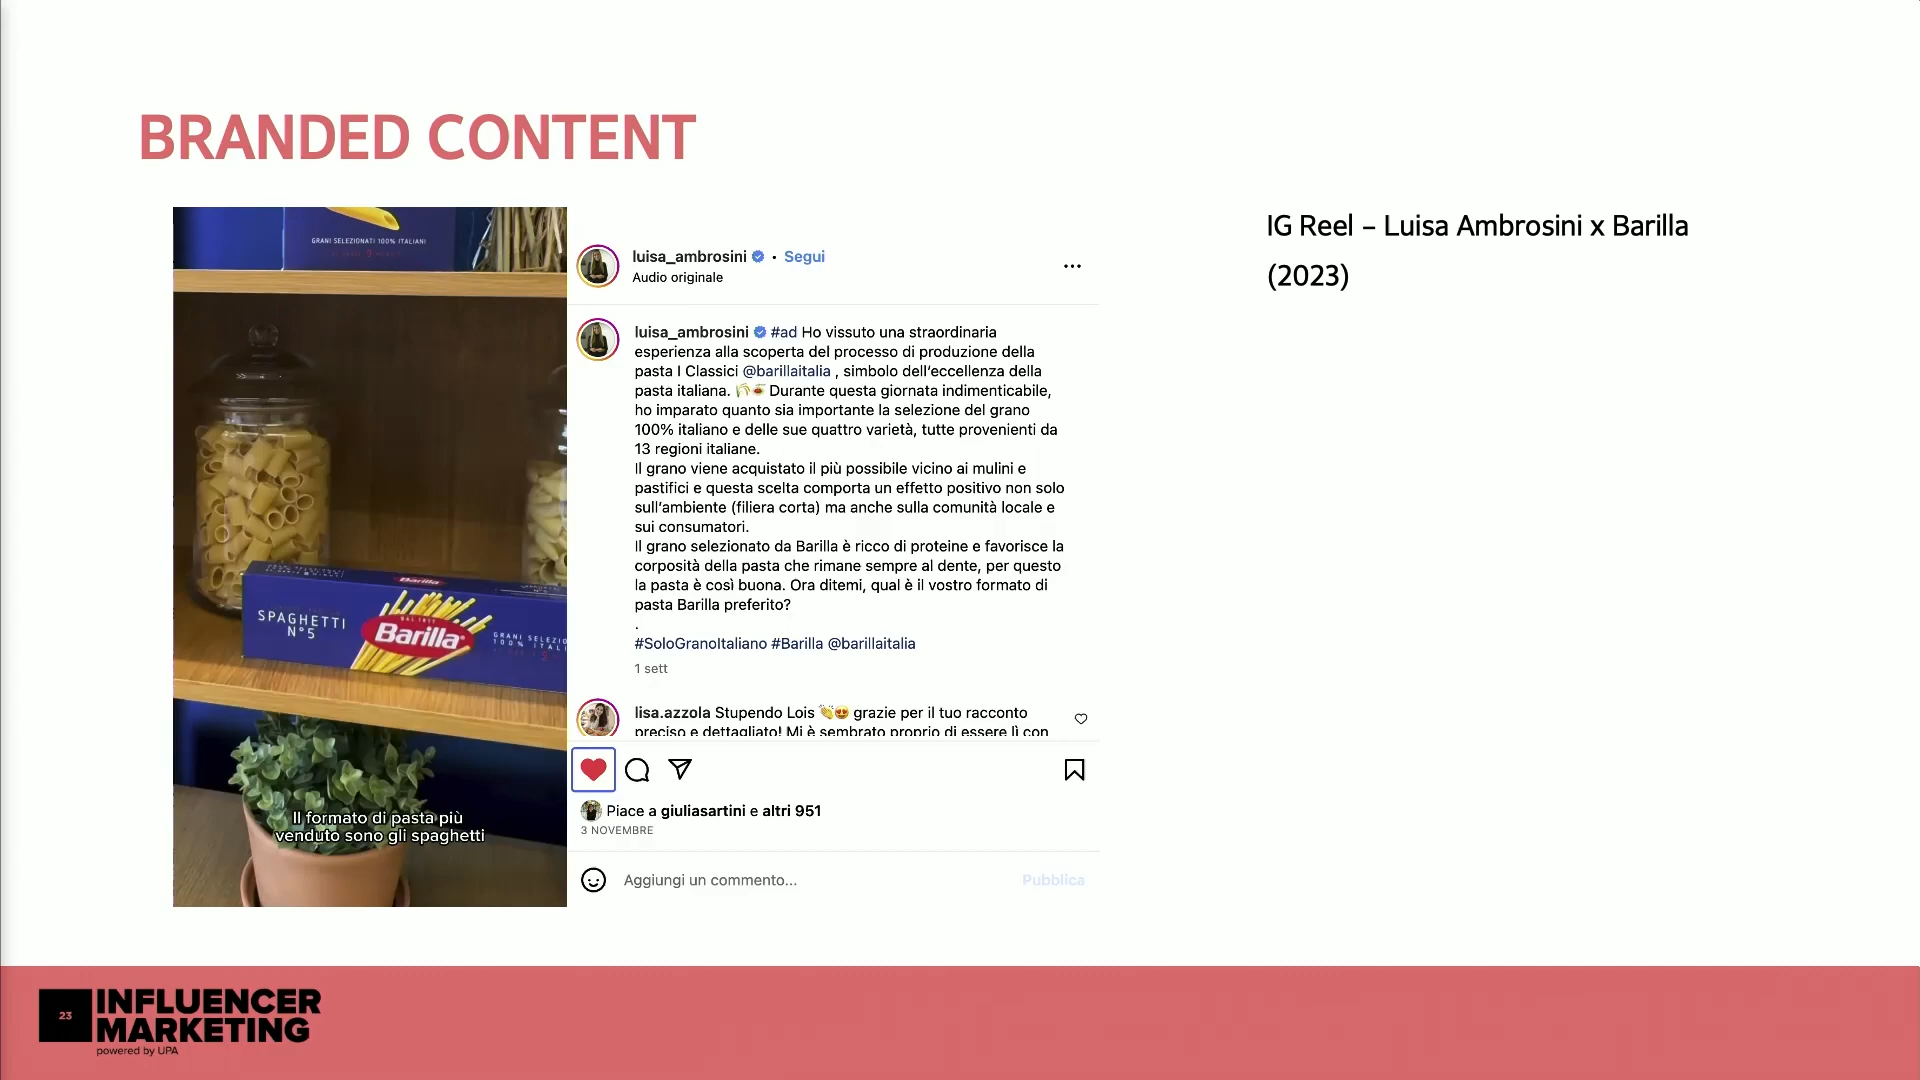 BRANDED CONTENT
IG Reel – Luisa Ambrosini x Barilla
(2023)
GRANI SELEZIONATI 100% ITALIANI
Barilla
SPAGHETTI
N°5
DAL 1877
Barilla
GRANI SELEZIO
100% ITALI
Il formato di pasta più
venduto sono gli spaghetti
luisa_ambrosini • Segui
Audio originale
luisa_ambrosini #ad Ho vissuto una straordinaria
esperienza alla scoperta del processo di produzione della
pasta I Classici @barillaitalia , simbolo dell'eccellenza della
pasta italiana. 🌾🍝 Durante questa giornata indimenticabile,
ho imparato quanto sia importante la selezione del grano
100% italiano e delle sue quattro varietà, tutte provenienti da
13 regioni italiane.
Il grano viene acquistato il più possibile vicino ai mulini e
pastifici e questa scelta comporta un effetto positivo non solo
sull'ambiente (filiera corta) ma anche sulla comunità locale e
sui consumatori.
Il grano selezionato da Barilla è ricco di proteine e favorisce la
corposità della pasta che rimane sempre al dente, per questo
la pasta è così buona. Ora ditemi, qual è il vostro formato di
pasta Barilla preferito?
.
#SoloGranoItaliano #Barilla @barillaitalia
1 sett
lisa.azzola Stupendo Lois 👏😍 grazie per il tuo racconto
preciso e dettagliato! Mi è sembrato proprio di essere lì con
Piace a giuliasartini e altri 951
3 NOVEMBRE
Aggiungi un commento...
Pubblica
23
INFLUENCER
MARKETING
powered by UPA